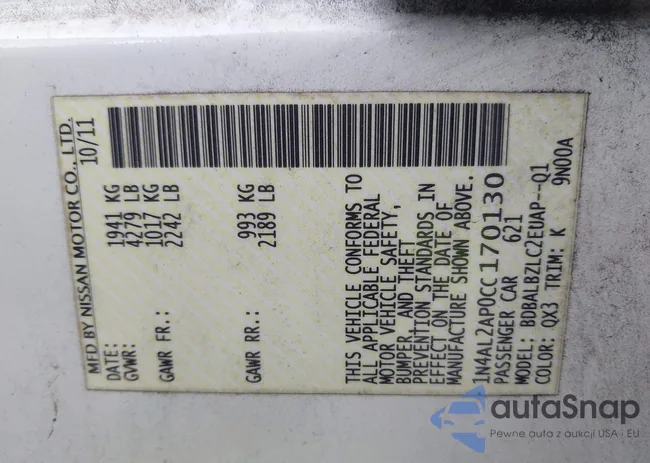 MFD BY NISSAN MOTOR CO., LTD.
DATE: 10/11
GVWR: 1941 KG
4279 LB
GAWR FR.: 1017 KG
2242 LB
GAWR RR.: 993 KG
2189 LB
THIS VEHICLE CONFORMS TO
ALL APPLICABLE FEDERAL
MOTOR VEHICLE SAFETY,
BUMPER, AND THEFT
PREVENTION STANDARDS IN
EFFECT ON THE DATE OF
MANUFACTURE SHOWN ABOVE.
1N4AL2AP0CC170130
PASSENGER CAR 621
MODEL: BDBALBZLC2EUAP--Q1
COLOR: QX3 TRIM: K 9N00A
autaSnap
Pewne auta z aukcji USA i EU